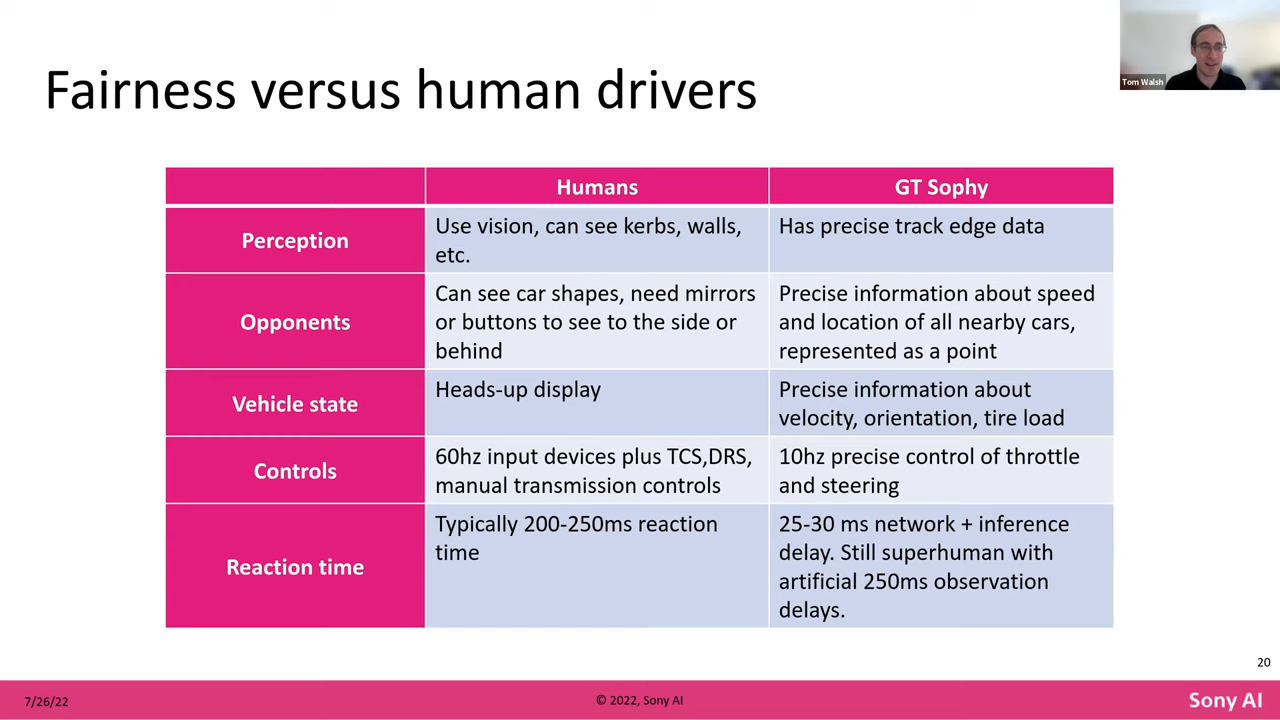 Tom Walsh
Fairness versus human drivers
Humans
GT Sophy
Perception
Use vision, can see kerbs, walls,
etc.
Has precise track edge data
Opponents
Can see car shapes, need mirrors
or buttons to see to the side or
behind
Precise information about speed
and location of all nearby cars,
represented as a point
Vehicle state
Heads-up display
Precise information about
velocity, orientation, tire load
Controls
60hz input devices plus TCS,DRS,
manual transmission controls
10hz precise control of throttle
and steering
Reaction time
Typically 200-250ms reaction
time
25-30 ms network + inference
delay. Still superhuman with
artificial 250ms observation
delays.
20
7/26/22
© 2022, Sony AI
Sony AI